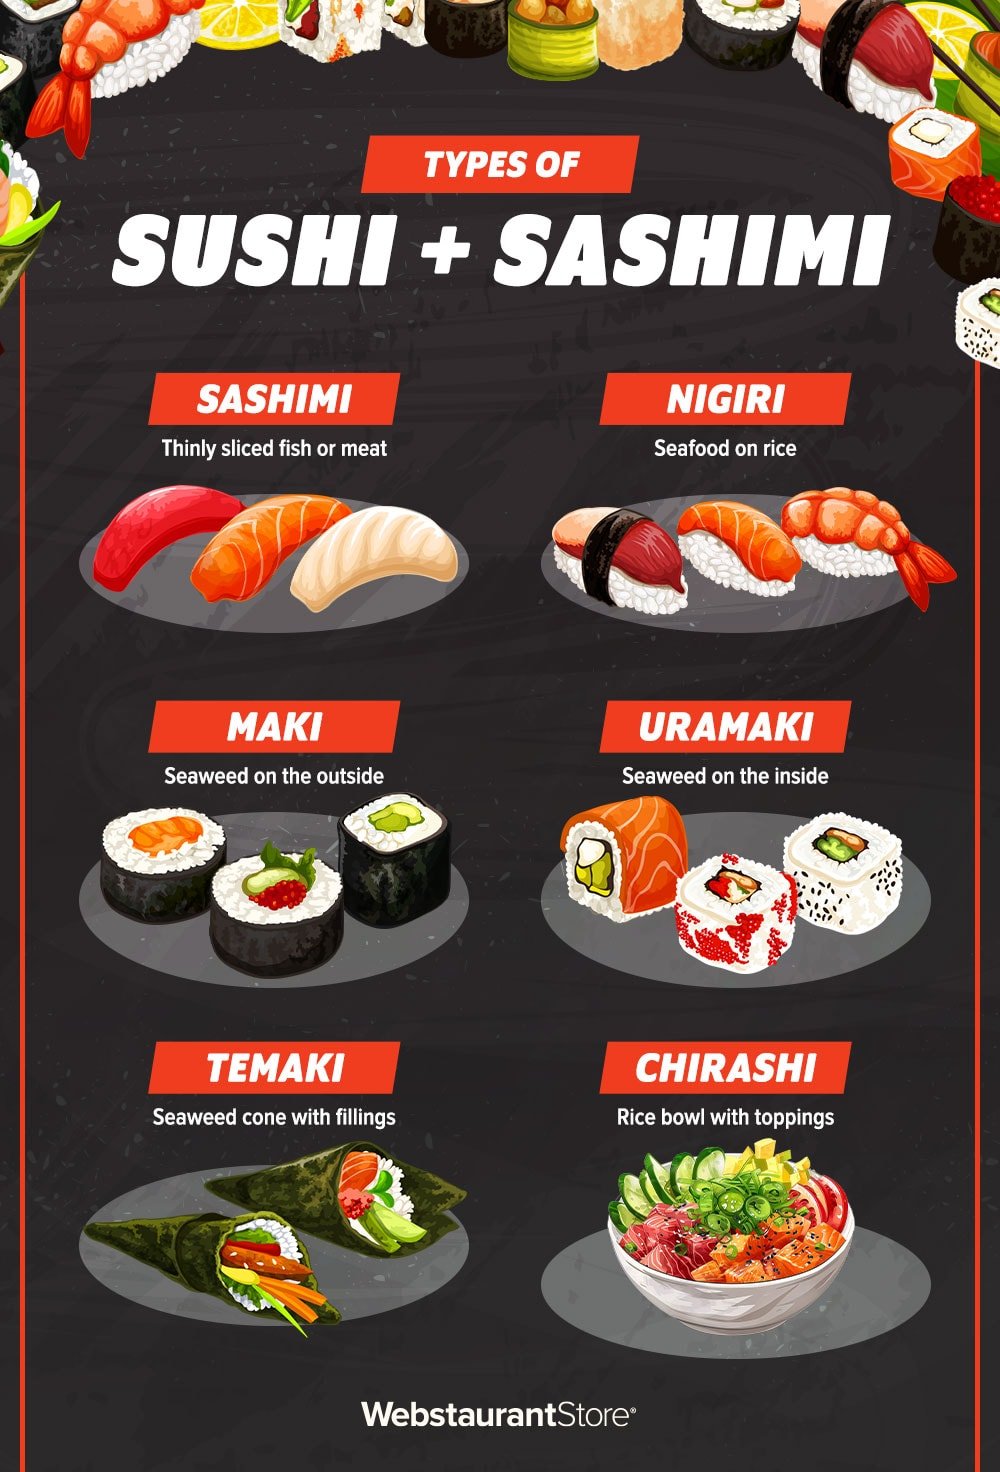 TYPES OF
SUSHI + SASHIMI
SASHIMI
Thinly sliced fish or meat
NIGIRI
Seafood on rice
MAKI
Seaweed on the outside
URAMAKI
Seaweed on the inside
TEMAKI
Seaweed cone with fillings
CHIRASHI
Rice bowl with toppings
WebstaurantStore®